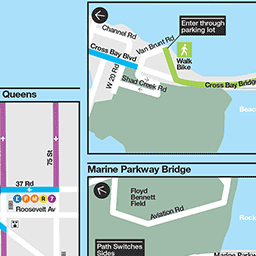 Enter through
parking lot
Channel Rd
Van Brunt Rd
Cross Bay Blvd
Walk
Bike
W 20 Rd
Shad Creek Rd
Cross Bay Bridge
Queens
75 St
37 Rd
E F M R 7
Roosevelt Av
Marine Parkway Bridge
Floyd
Bennett
Field
Aviation Rd
Path Switches
Sides
Marine Park